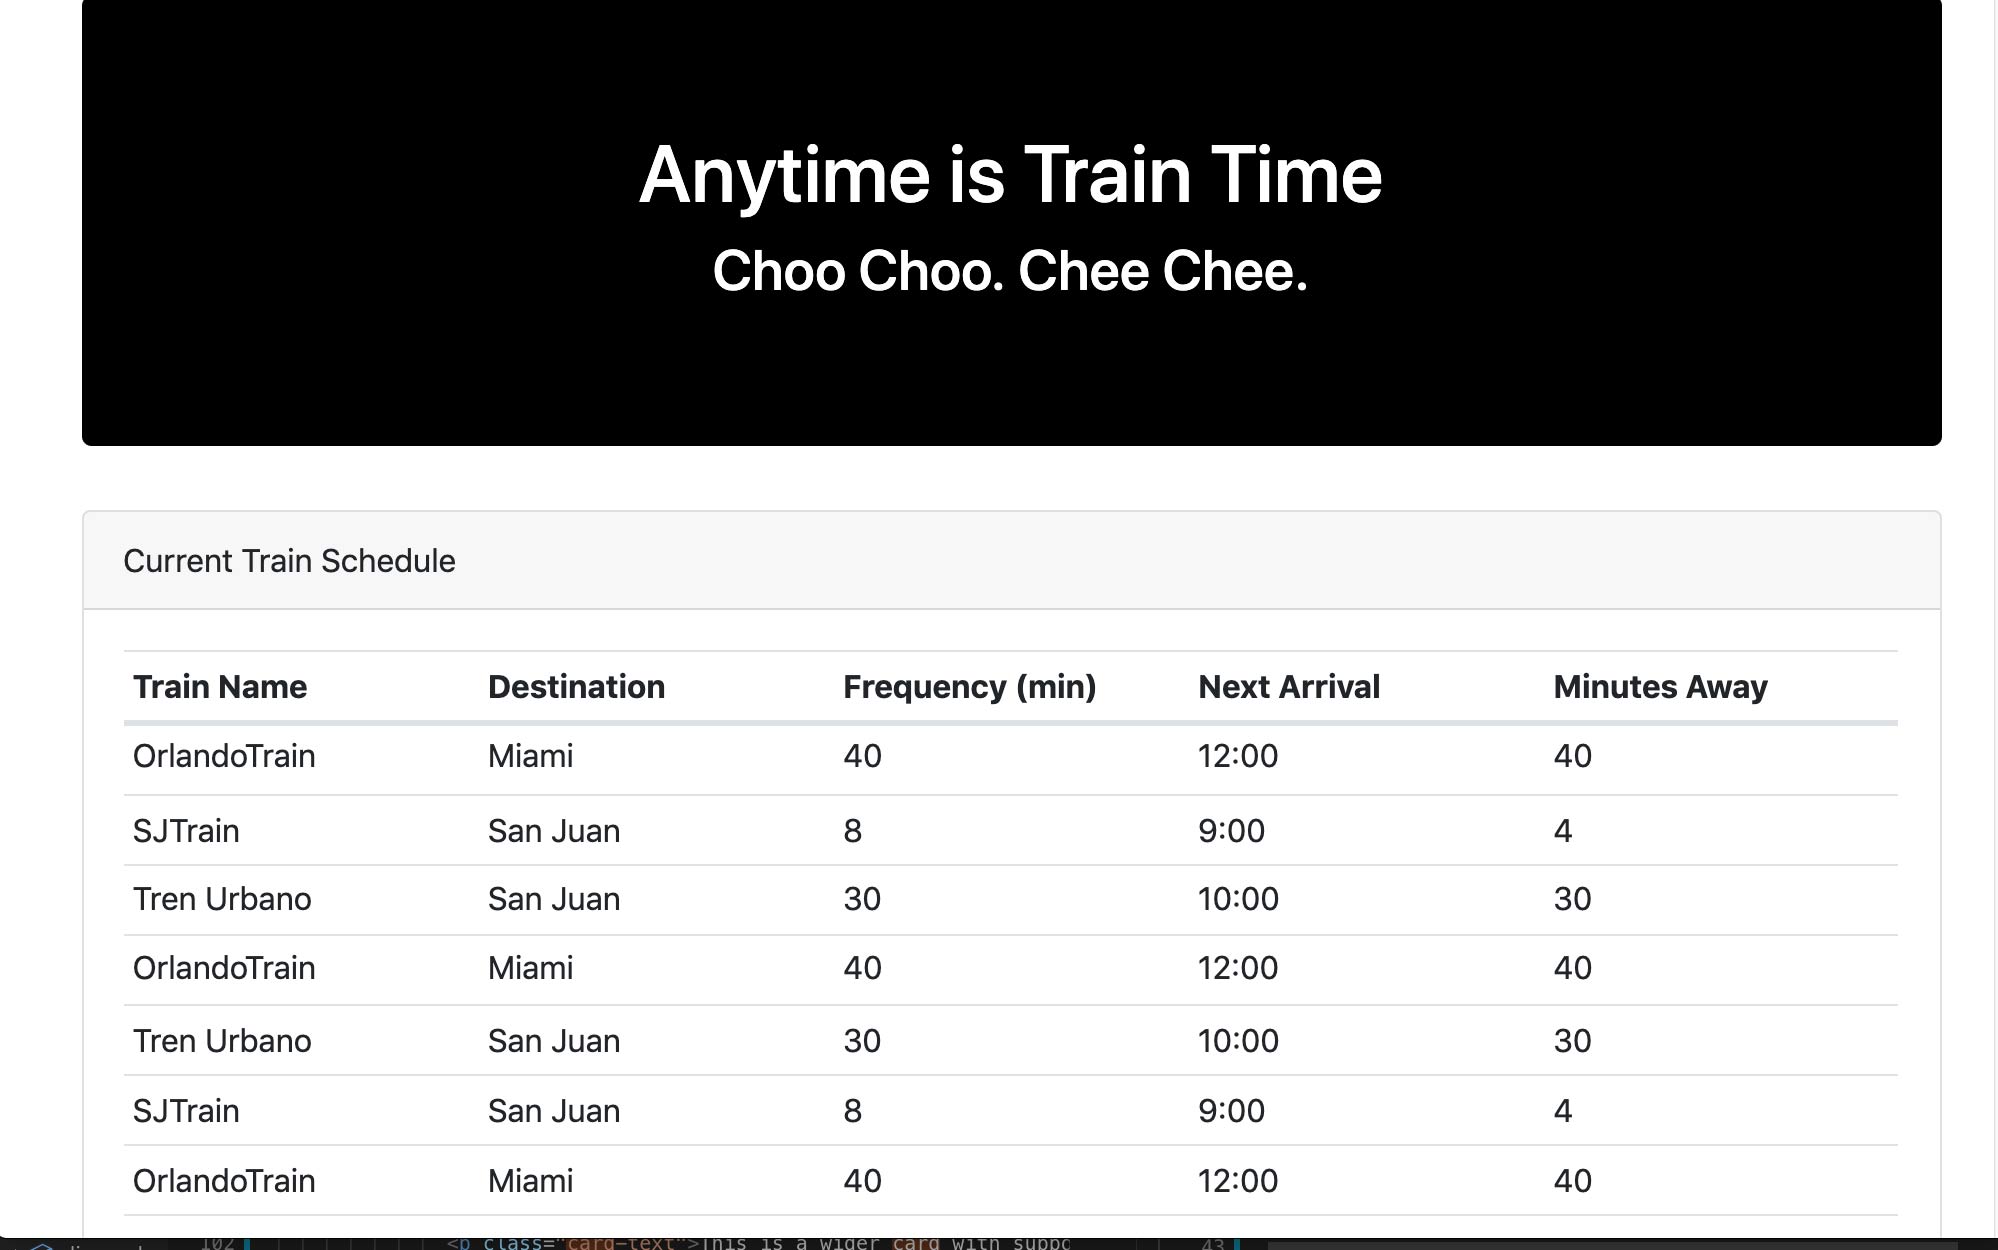 Anytime is Train Time
Choo Choo. Chee Chee.
Current Train Schedule
Train Name Destination Frequency (min) Next Arrival Minutes Away
OrlandoTrain Miami 40 12:00 40
SJTrain San Juan 8 9:00 4
Tren Urbano San Juan 30 10:00 30
OrlandoTrain Miami 40 12:00 40
Tren Urbano San Juan 30 10:00 30
SJTrain San Juan 8 9:00 4
OrlandoTrain Miami 40 12:00 40
102 <p class="card-text">This is a wider card with 43